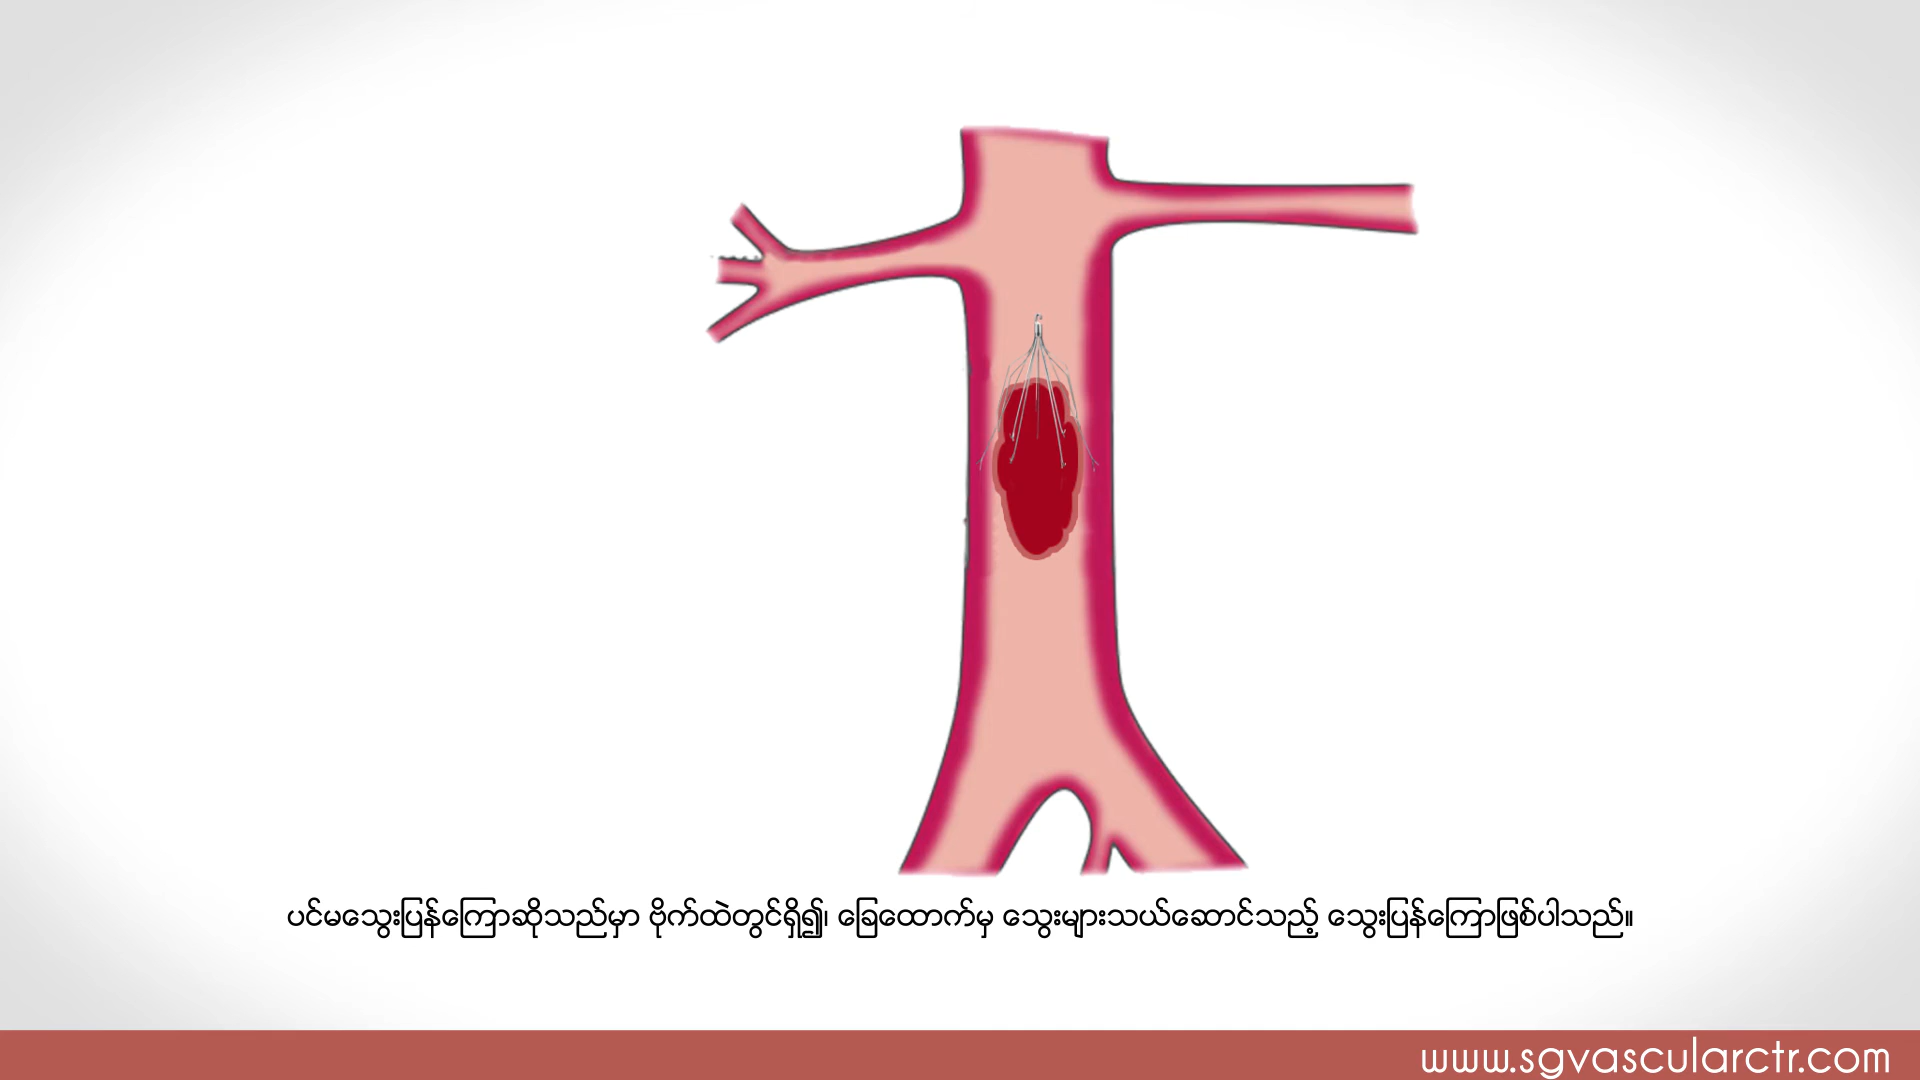 ပင်မသွေးပြန်ကြောဆိုသည်မှာ ဗိုက်ထဲတွင်ရှိ၍၊ ခြေထောက်မှ သွေးများသယ်ဆောင်သည့် သွေးပြန်ကြောဖြစ်ပါသည်။
www.sgvascularctr.com